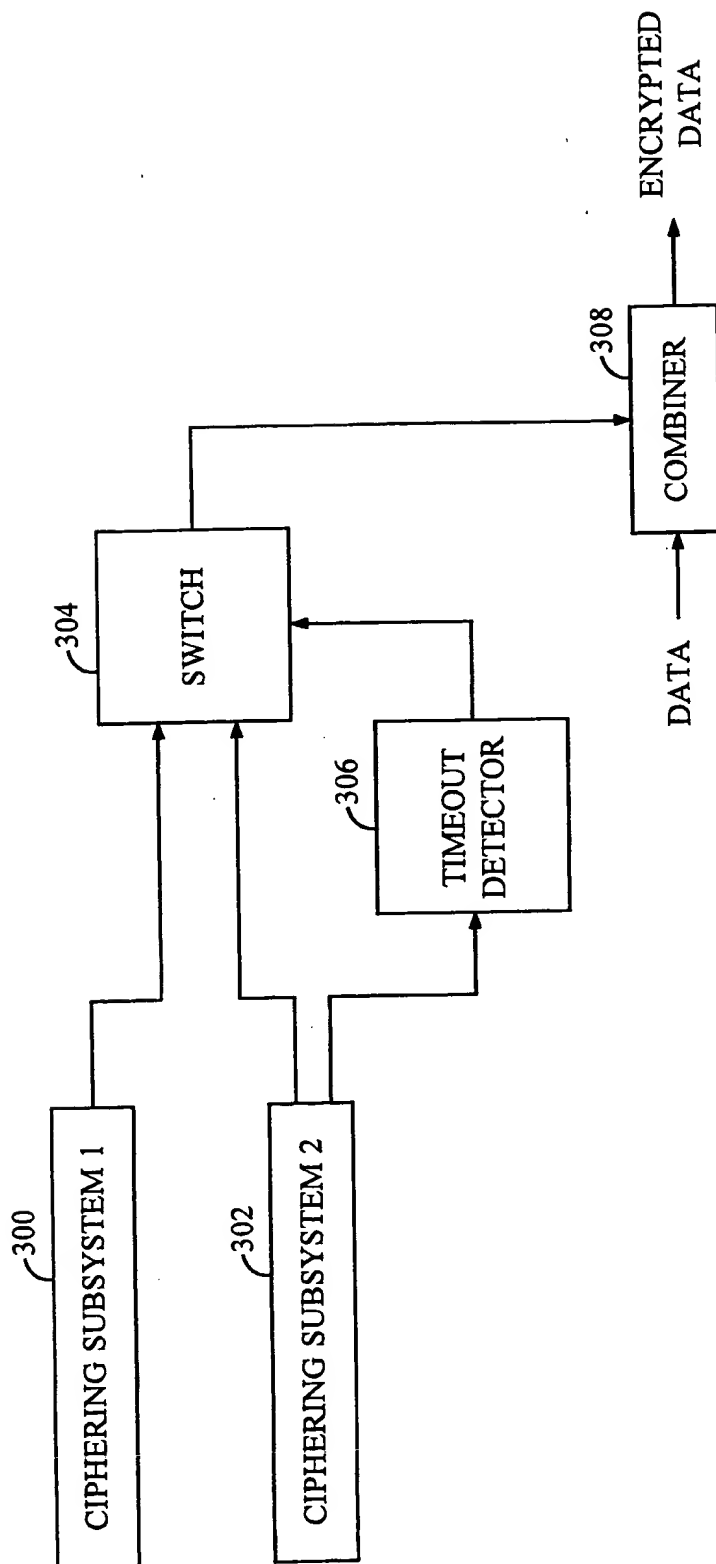 300
CIPHERING SUBSYSTEM 1
302
CIPHERING SUBSYSTEM 2
304
SWITCH
306
TIMEOUT
DETECTOR
308
COMBINER
DATA
ENCRYPTED
DATA